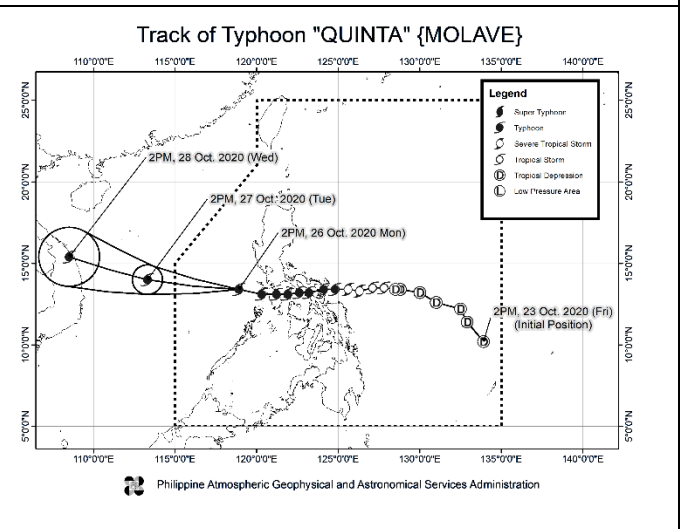 Track of Typhoon "QUINTA" {MOLAVE}
110°0'0"E 115°0'0"E 120°0'0"E 125°0'0"E 130°0'0"E 135°0'0"E 140°0'0"E
25°0'0"N
25°0'0"N
Legend
Super Typhoon
Typhoon
Severe Tropical Storm
Tropical Storm
D Tropical Depression
L Low Pressure Area
2PM, 28 Oct. 2020 (Wed)
20°0'0"N
20°0'0"N
2PM, 27 Oct. 2020 (Tue)
2PM, 26 Oct. 2020 Mon)
15°0'0"N
15°0'0"N
D D D D D D D
2PM, 23 Oct. 2020 (Fri)
(Initial Position)
10°0'0"N
10°0'0"N
5°0'0"N
5°0'0"N
110°0'0"E 115°0'0"E 120°0'0"E 125°0'0"E 130°0'0"E 135°0'0"E 140°0'0"E
Philippine Atmospheric Geophysical and Astronomical Services Administration